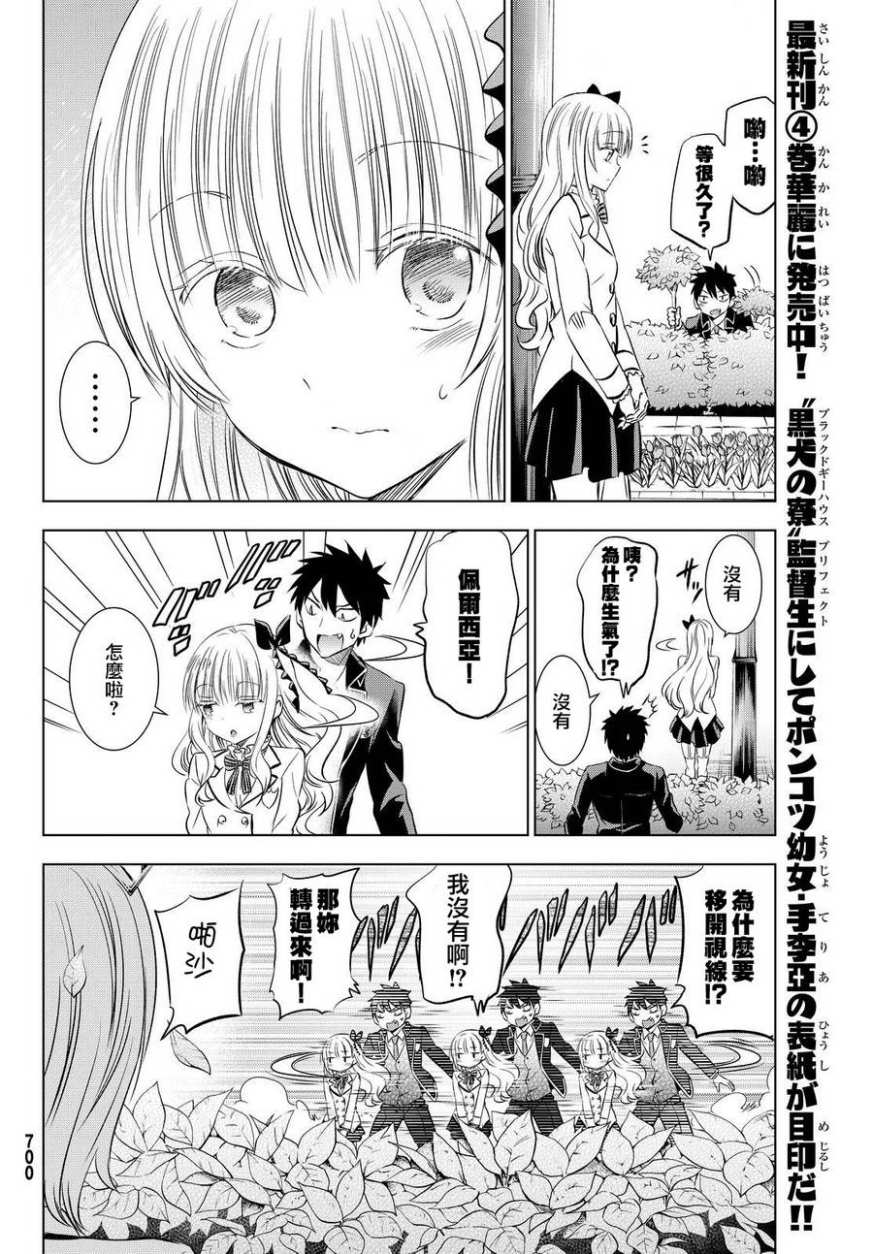 最新刊④巻華麗に発売中！ 〝黒犬の寮〟監督生にしてポンコツ幼女・手李亜の表紙が目印だ!!
さいしんかん
かん
かれい
はつばいちゅう
ブラックドギーハウス
プリフェクト
ようじょ
てりあ
ひょうし
めじるし
喲…喲
等很久了?
……
沒有
咦?
為什麼生
氣了!?
沒有
サッ
佩爾西亞！
怎麼啦?
為什麼要
移開視線!?
我沒有啊!?
那妳
轉過來啊！
啪沙
700